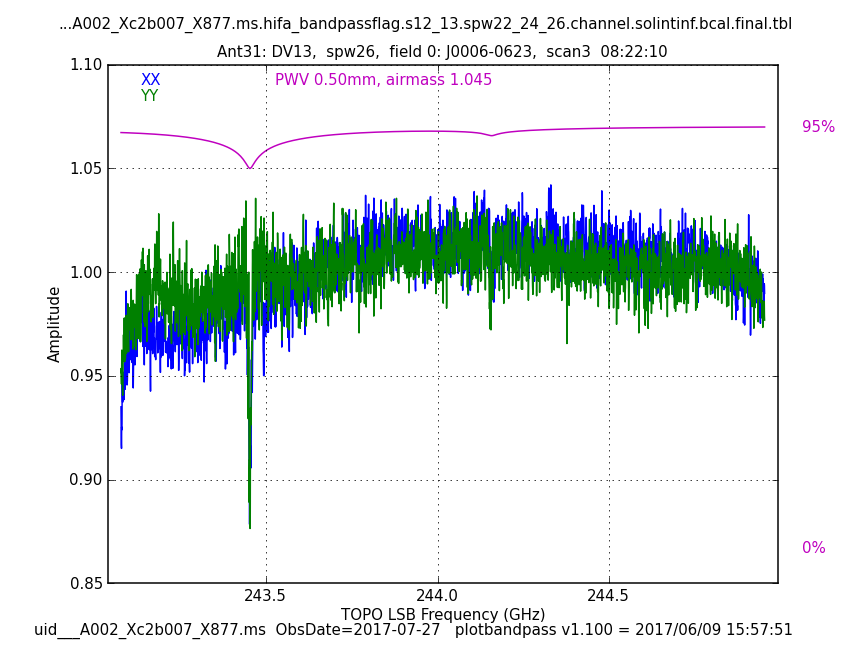 ...A002_Xc2b007_X877.ms.hifa_bandpassflag.s12_13.spw22_24_26.channel.solintinf.bcal.final.tbl
Ant31: DV13,  spw26,  field 0: J0006-0623,  scan3  08:22:10
1.10
XX
PWV 0.50mm, airmass 1.045
YY
95%
1.05
1.00
Amplitude
0.95
0.90
0%
0.85
243.5
244.0
244.5
TOPO LSB Frequency (GHz)
uid___A002_Xc2b007_X877.ms  ObsDate=2017-07-27   plotbandpass v1.100 = 2017/06/09 15:57:51